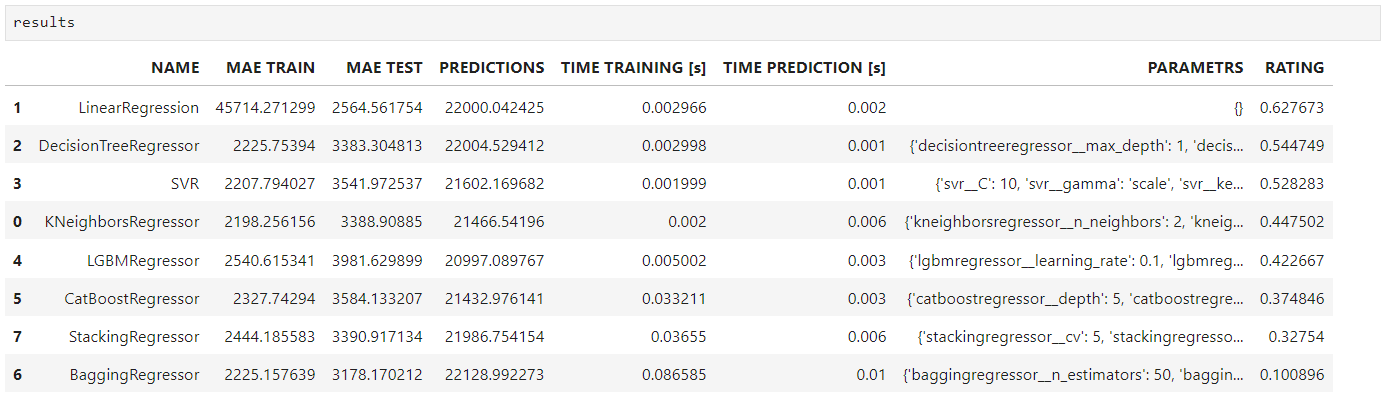 results
NAME MAE TRAIN MAE TEST PREDICTIONS TIME TRAINING [s] TIME PREDICTION [s] PARAMETRS RATING
1 LinearRegression 45714.271299 2564.561754 22000.042425 0.002966 0.002 {} 0.627673
2 DecisionTreeRegressor 2225.75394 3383.304813 22004.529412 0.002998 0.001 {'decisiontreeregressor__max_depth': 1, 'decis... 0.544749
3 SVR 2207.794027 3541.972537 21602.169682 0.001999 0.001 {'svr__C': 10, 'svr__gamma': 'scale', 'svr__ke... 0.528283
0 KNeighborsRegressor 2198.256156 3388.90885 21466.54196 0.002 0.006 {'kneighborsregressor__n_neighbors': 2, 'kneig... 0.447502
4 LGBMRegressor 2540.615341 3981.629899 20997.089767 0.005002 0.003 {'lgbmregressor__learning_rate': 0.1, 'lgbmreg... 0.422667
5 CatBoostRegressor 2327.74294 3584.133207 21432.976141 0.033211 0.003 {'catboostregressor__depth': 5, 'catboostregre... 0.374846
7 StackingRegressor 2444.185583 3390.917134 21986.754154 0.03655 0.006 {'stackingregressor__cv': 5, 'stackingregresso... 0.32754
6 BaggingRegressor 2225.157639 3178.170212 22128.992273 0.086585 0.01 {'baggingregressor__n_estimators': 50, 'baggin... 0.100896